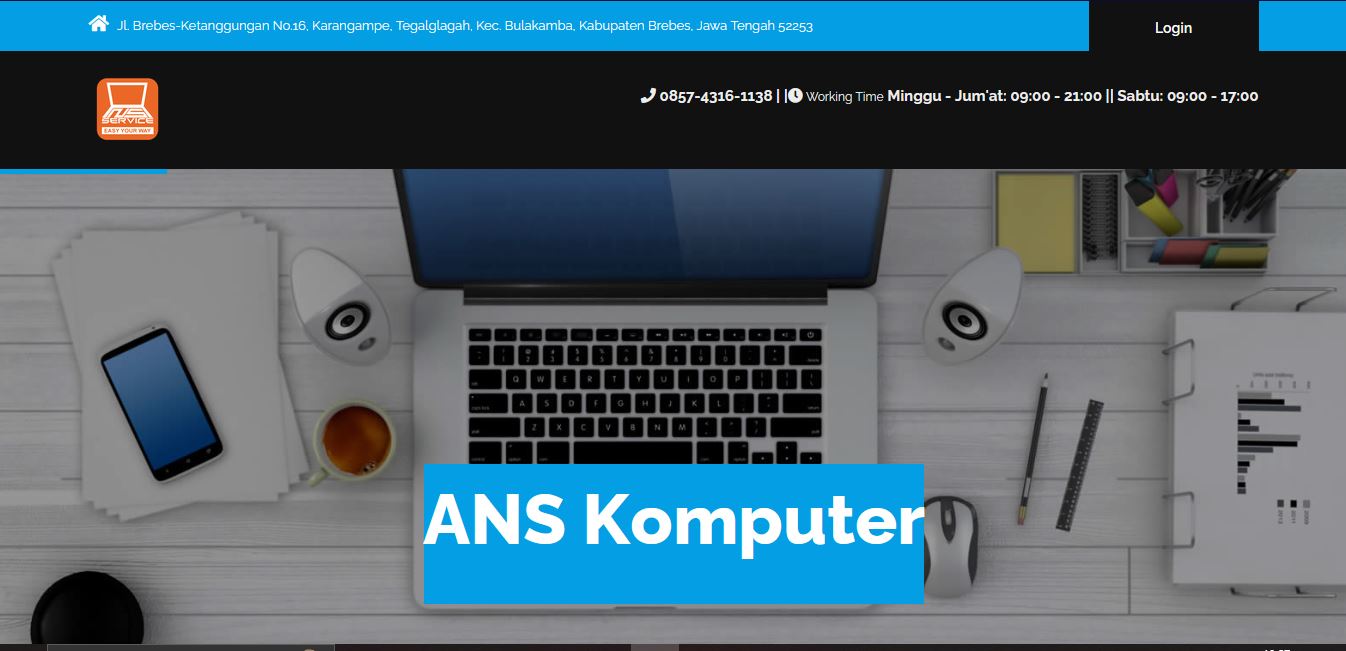 Jl. Brebes-Ketanggungan No.16, Karangampe, Tegalglagah, Kec. Bulakamba, Kabupaten Brebes, Jawa Tengah 52253
Login
SERVICE
EASY YOUR WAY
0857-4316-1138 | | Working Time Minggu - Jum'at: 09:00 - 21:00 || Sabtu: 09:00 - 17:00
Q W E R T Y U I O P
A S D F G H J K L
Z X C V B N M
ANS Komputer